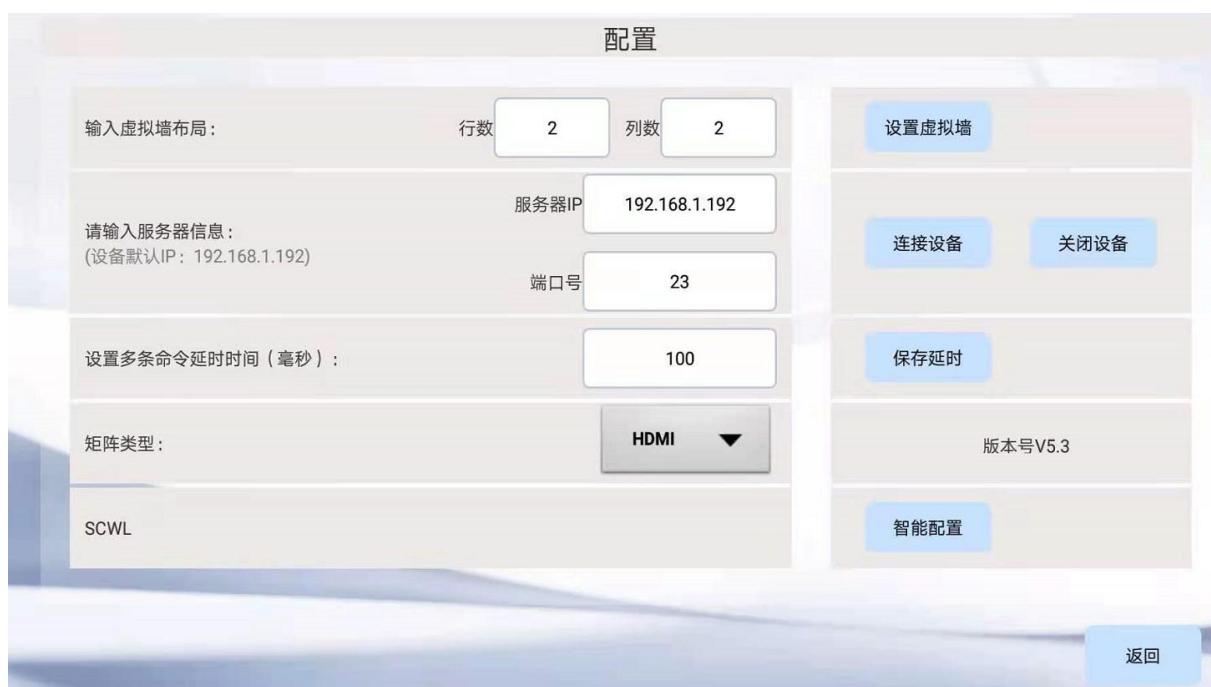 配置
输入虚拟墙布局： 行数 2 列数 2 设置虚拟墙
请输入服务器信息：
(设备默认IP：192.168.1.192)
服务器IP 192.168.1.192
端口号 23
连接设备 关闭设备
设置多条命令延时时间（毫秒）： 100 保存延时
矩阵类型： HDMI 版本号V5.3
SCWL 智能配置
返回